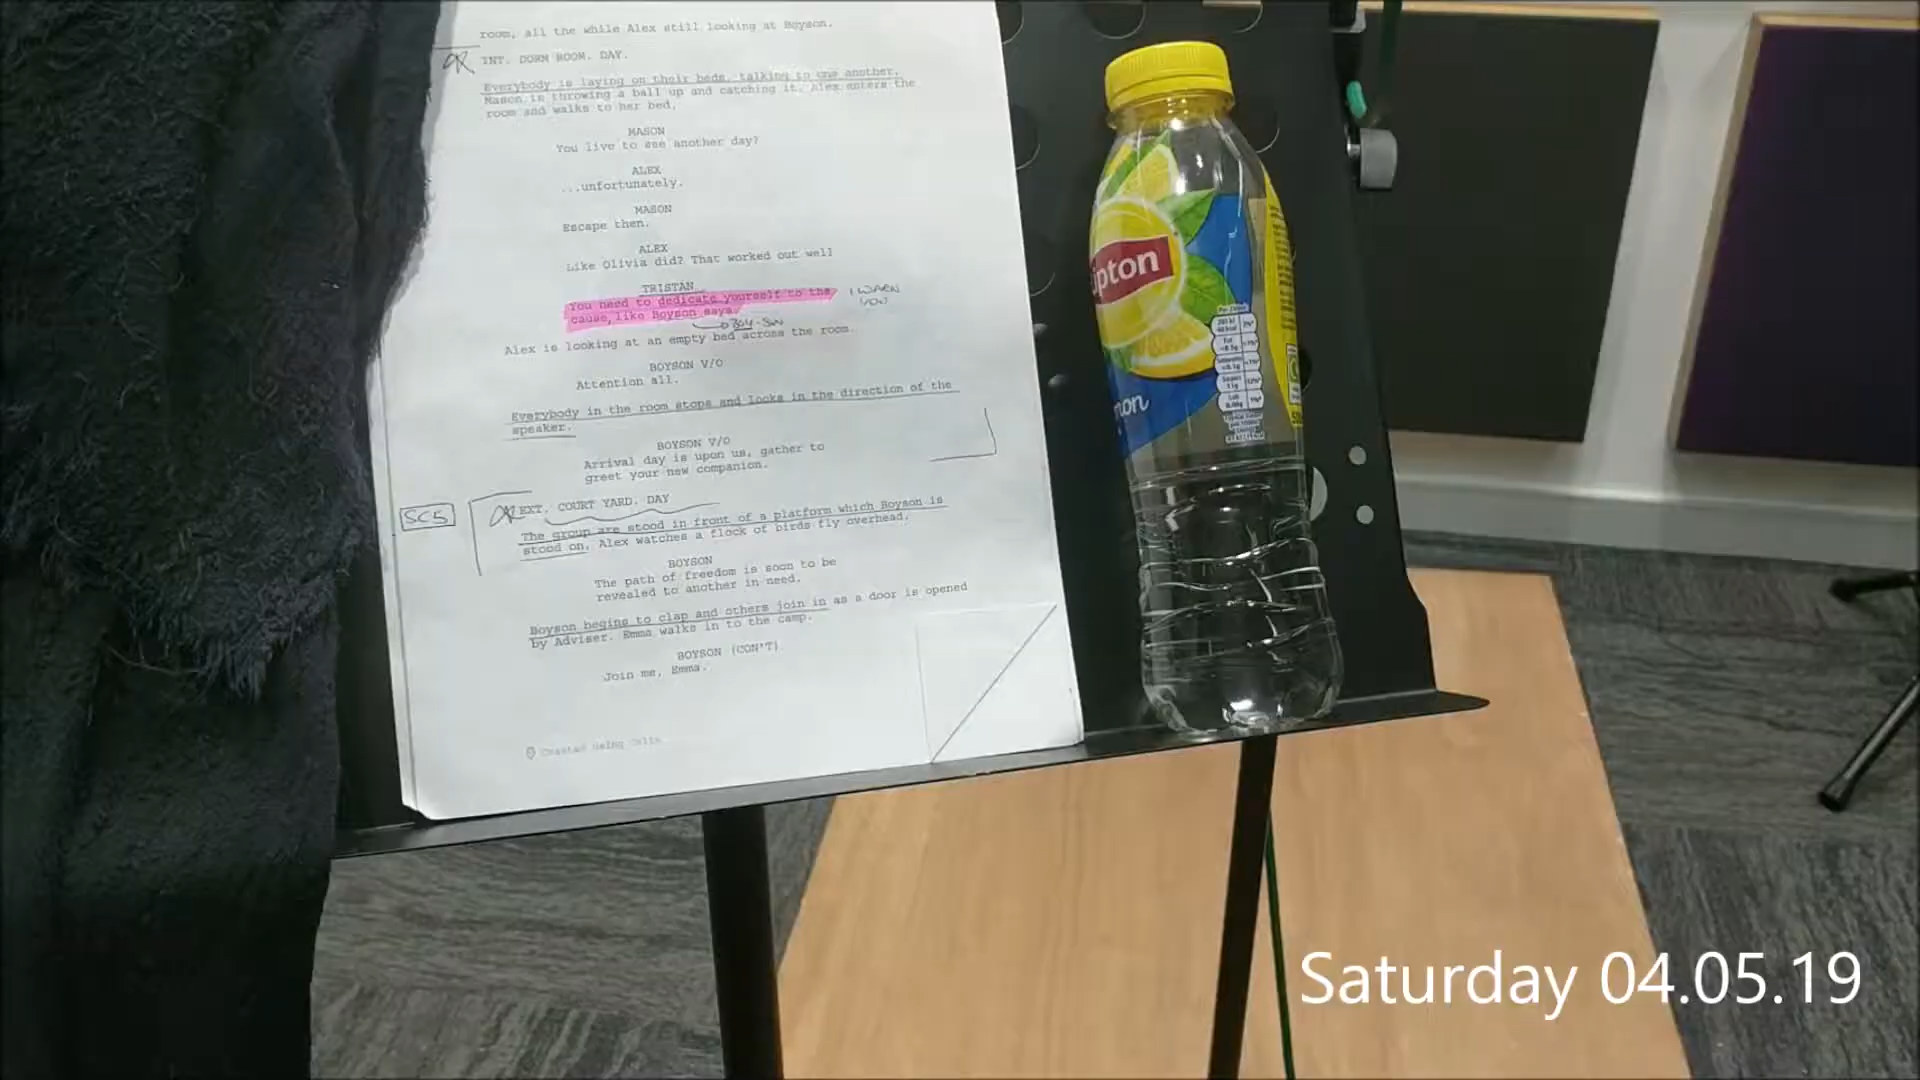 room, all the while Alex still looking at Boyson.
INT. DORM ROOM. DAY.
Everybody is laying on their beds, talking to one another.
Mason is throwing a ball up and catching it. Alex enters the
room and walks to her bed.
MASON
You live to see another day?
ALEX
...unfortunately.
MASON
Escape then.
ALEX
Like Olivia did? That worked out well
TRISTAN
You need to dedicate yourself to the
cause, like Boyson says.
Alex is looking at an empty bed across the room.
BOYSON V/O
Attention all.
Everybody in the room stops and looks in the direction of the
speaker.
BOYSON V/O
Arrival day is upon us, gather to
greet your new companion.
SC5
EXT. COURT YARD. DAY
The group are stood in front of a platform which Boyson is
stood on. Alex watches a flock of birds fly overhead.
BOYSON
The path of freedom is soon to be
revealed to another in need.
Boyson begins to clap and others join in as a door is opened
by Adviser. Emma walks in to the camp.
BOYSON (CON'T)
Join me, Emma.
Created using Celtx
Lipton
Saturday 04.05.19